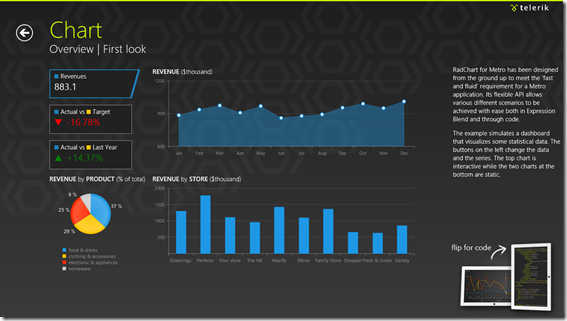 telerik
Chart
Overview | First look
Revenues
883.1
Actual vs Target
-16.78%
Actual vs Last Year
+14.37%
REVENUE ($thousand)
1200
900
600
300
Jan Feb Mar Apr May Jun Jul Aug Sep Oct Nov Dec
REVENUE by PRODUCT (% of total)
9 %
37 %
25 %
29 %
food & drinks
clothing & accessories
electronic & appliances
homeware
REVENUE by STORE ($thousand)
2000
1500
1000
500
Greenings Perfecto Your store The Hill Nearby Ellinor Family Store Shopper Fresh & Green Variety
RadChart for Metro has been designed
from the ground up to meet the 'fast
and fluid' requirement for a Metro
application. Its flexible API allows
various different scenarios to be
achieved with ease both in Expression
Blend and through code.
The example simulates a dashboard
that visualizes some statistical data. The
buttons on the left change the data
and the series. The top chart is
interactive while the two charts at the
bottom are static.
flip for code